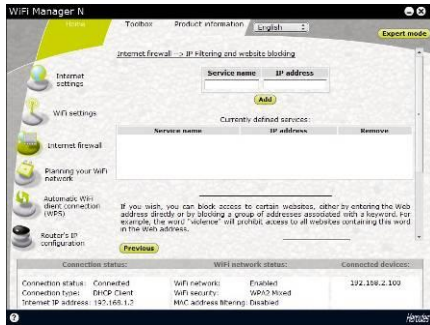 WiFi Manager N
Home Toolbox Product information English Expert mode
Internet firewall --> IP Filtering and website blocking
Internet settings
Service name IP address
Add
WiFi settings
Currently defined services:
Service name IP address Remove
Internet firewall
Planning your WiFi network
Automatic WiFi client connection (WPS)
If you wish, you can block access to certain websites, either by entering the Web
address directly or by blocking a group of addresses associated with a keyword. For
example, the word "violence" will prohibit access to all websites containing this word
in the Web address.
Router's IP configuration
Previous
Connection status: WiFi network status: Connected devices:
Connection status: Connected WiFi network: Enabled 192.168.2.100
Connection type: DHCP Client WiFi security: WPA2 Mixed
Internet IP address: 192.168.1.2 MAC address filtering: Disabled
Hercules